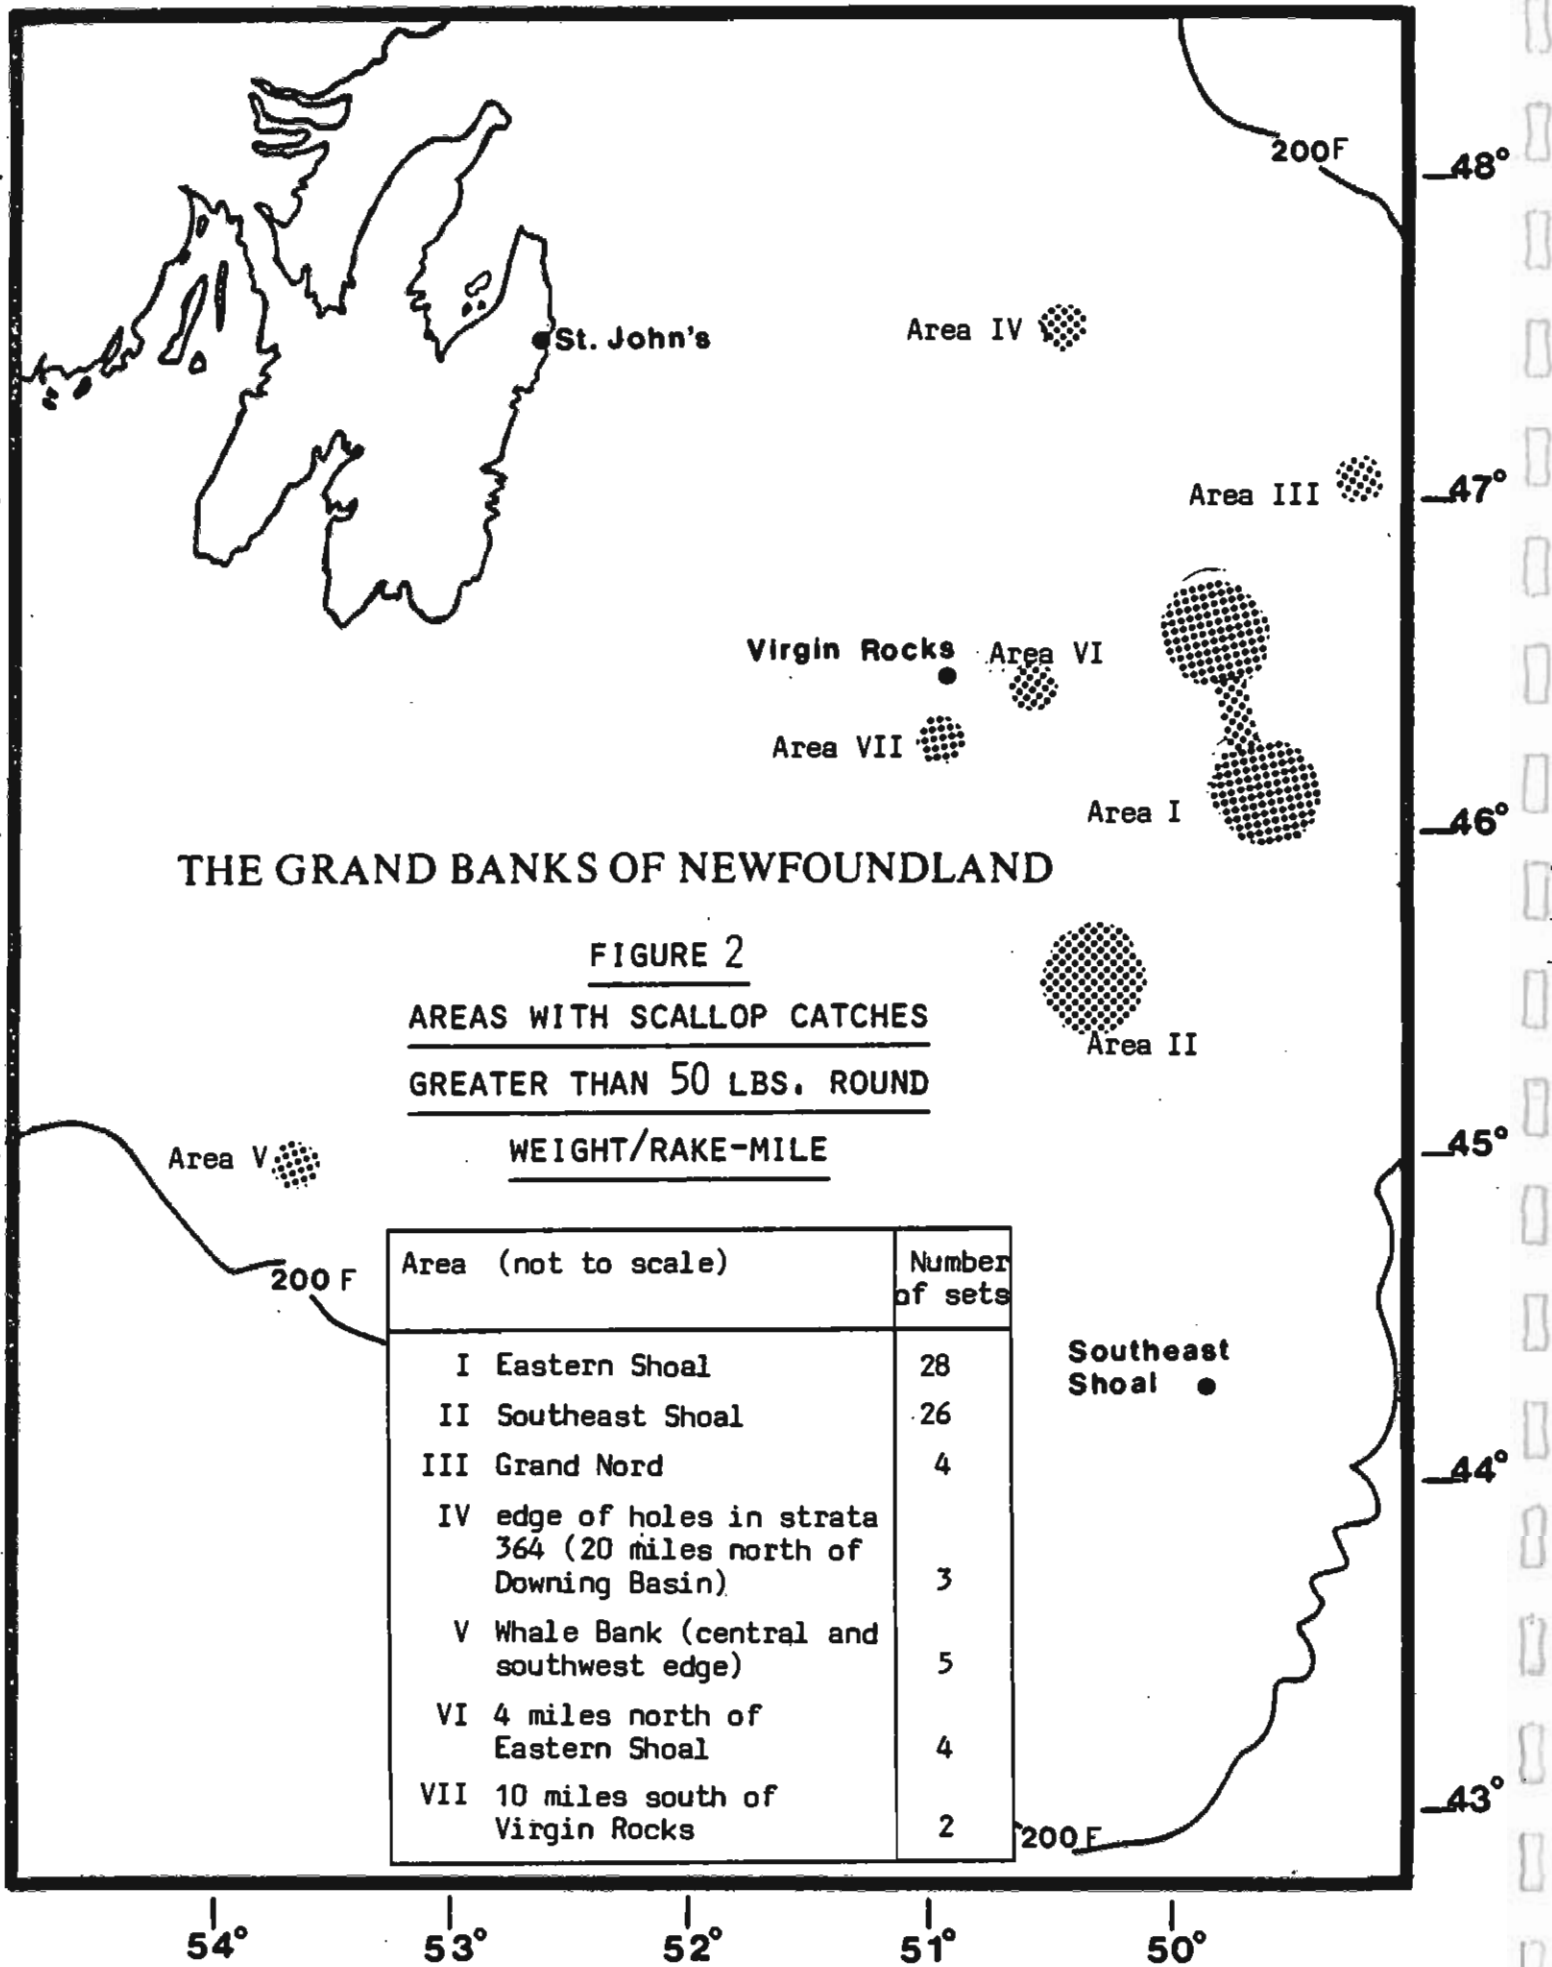 200F
48°
St. John's
Area IV
Area III
47°
Virgin Rocks
Area VI
Area VII
Area I
46°
THE GRAND BANKS OF NEWFOUNDLAND
FIGURE 2
AREAS WITH SCALLOP CATCHES
GREATER THAN 50 LBS. ROUND
WEIGHT/RAKE-MILE
Area II
Area V
45°
200 F
Area (not to scale) Number
of sets
I Eastern Shoal 28
II Southeast Shoal 26
III Grand Nord 4
IV edge of holes in strata
364 (20 miles north of
Downing Basin) 3
V Whale Bank (central and
southwest edge) 5
VI 4 miles north of
Eastern Shoal 4
VII 10 miles south of
Virgin Rocks 2
Southeast
Shoal
44°
43°
200 F
54° 53° 52° 51° 50°